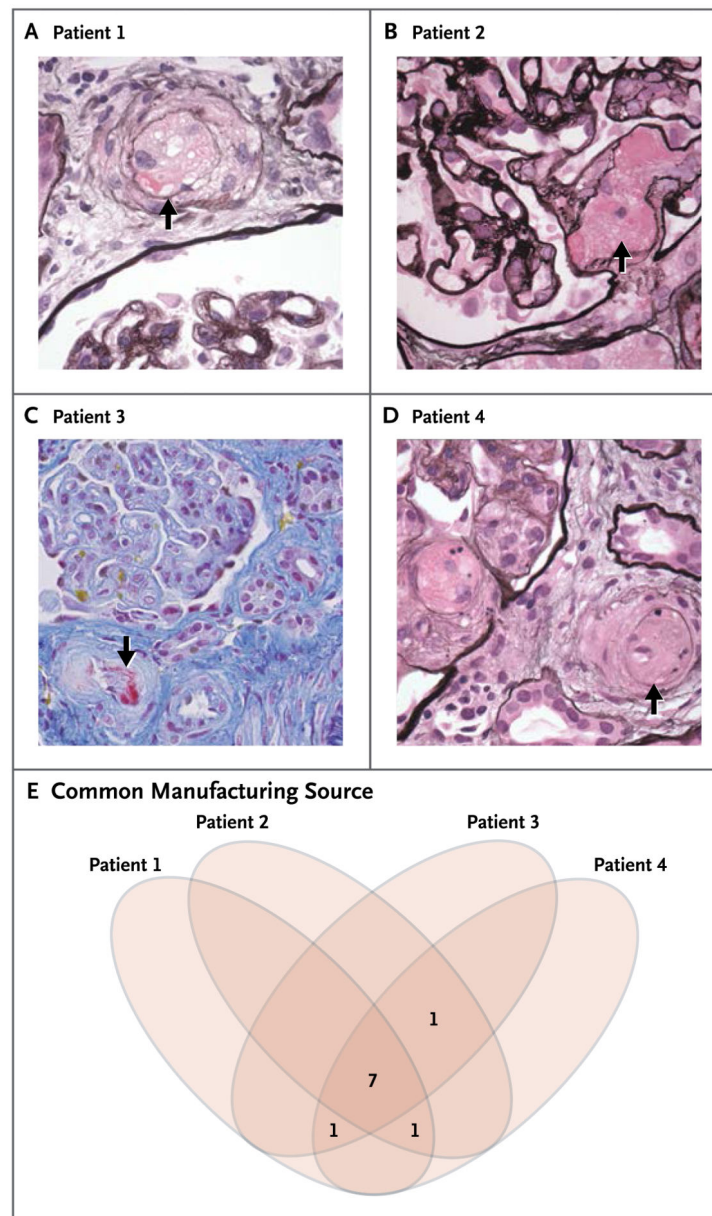 A Patient 1
B Patient 2
C Patient 3
D Patient 4
E Common Manufacturing Source
Patient 2
Patient 3
Patient 1
Patient 4
1
7
1
1